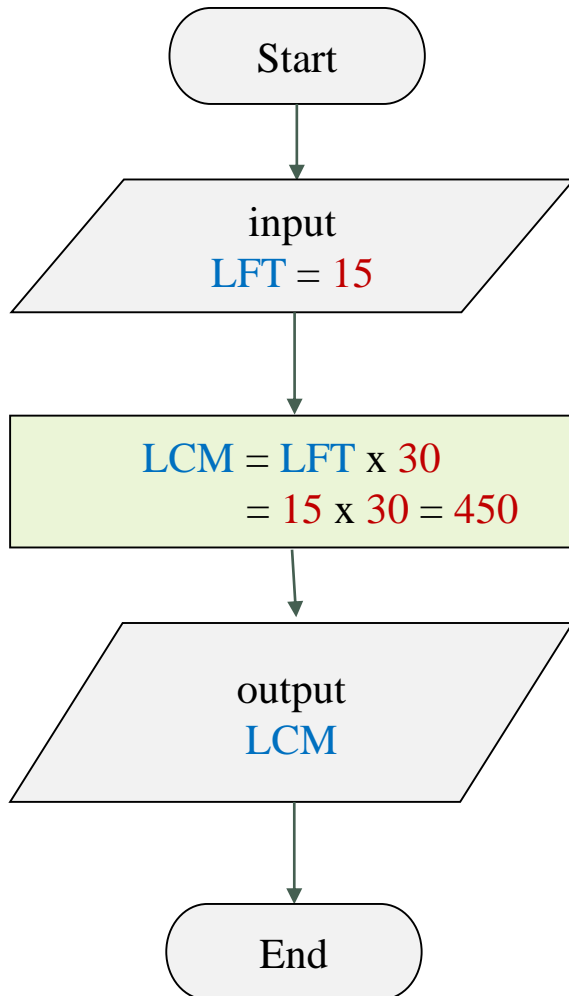 Start
input
LFT = 15
LCM = LFT x 30
= 15 x 30 = 450
output
LCM
End